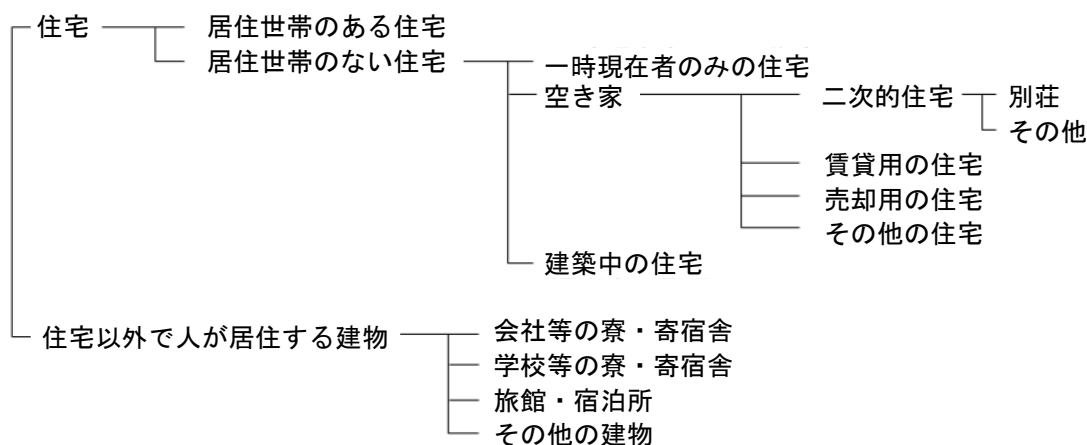 住宅 居住世帯のある住宅
居住世帯のない住宅 一時現在者のみの住宅
空き家 二次的住宅 別荘
その他
賃貸用の住宅
売却用の住宅
その他の住宅
建築中の住宅
住宅以外で人が居住する建物 会社等の寮・寄宿舎
学校等の寮・寄宿舎
旅館・宿泊所
その他の建物